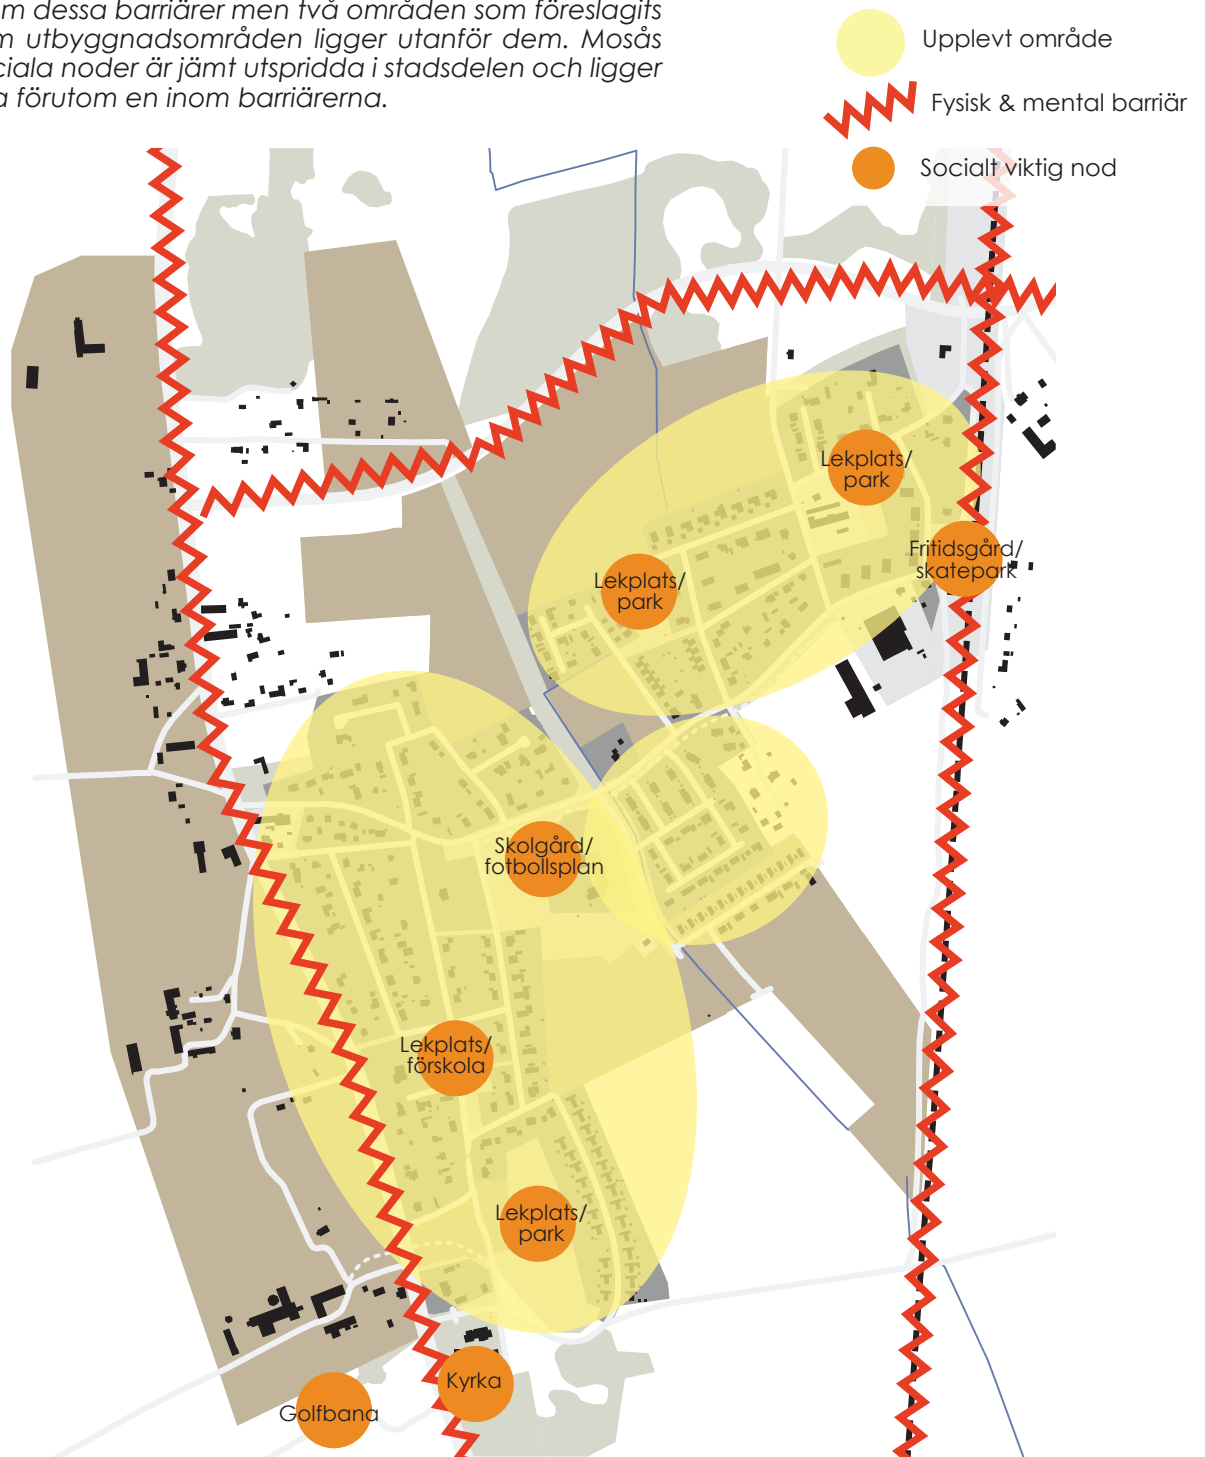 m dessa barriärer men två områden som föreslagits
m utbyggnadsområden ligger utanför dem. Mosås
ciala noder är jämt utspridda i stadsdelen och ligger
a förutom en inom barriärerna.
Upplevt område
Fysisk & mental barriär
Socialt viktig nod
Lekplats/
park
Fritidsgård/
skatepark
Lekplats/
park
Skolgård/
fotbollsplan
Lekplats/
förskola
Lekplats/
park
Kyrka
Golfbana